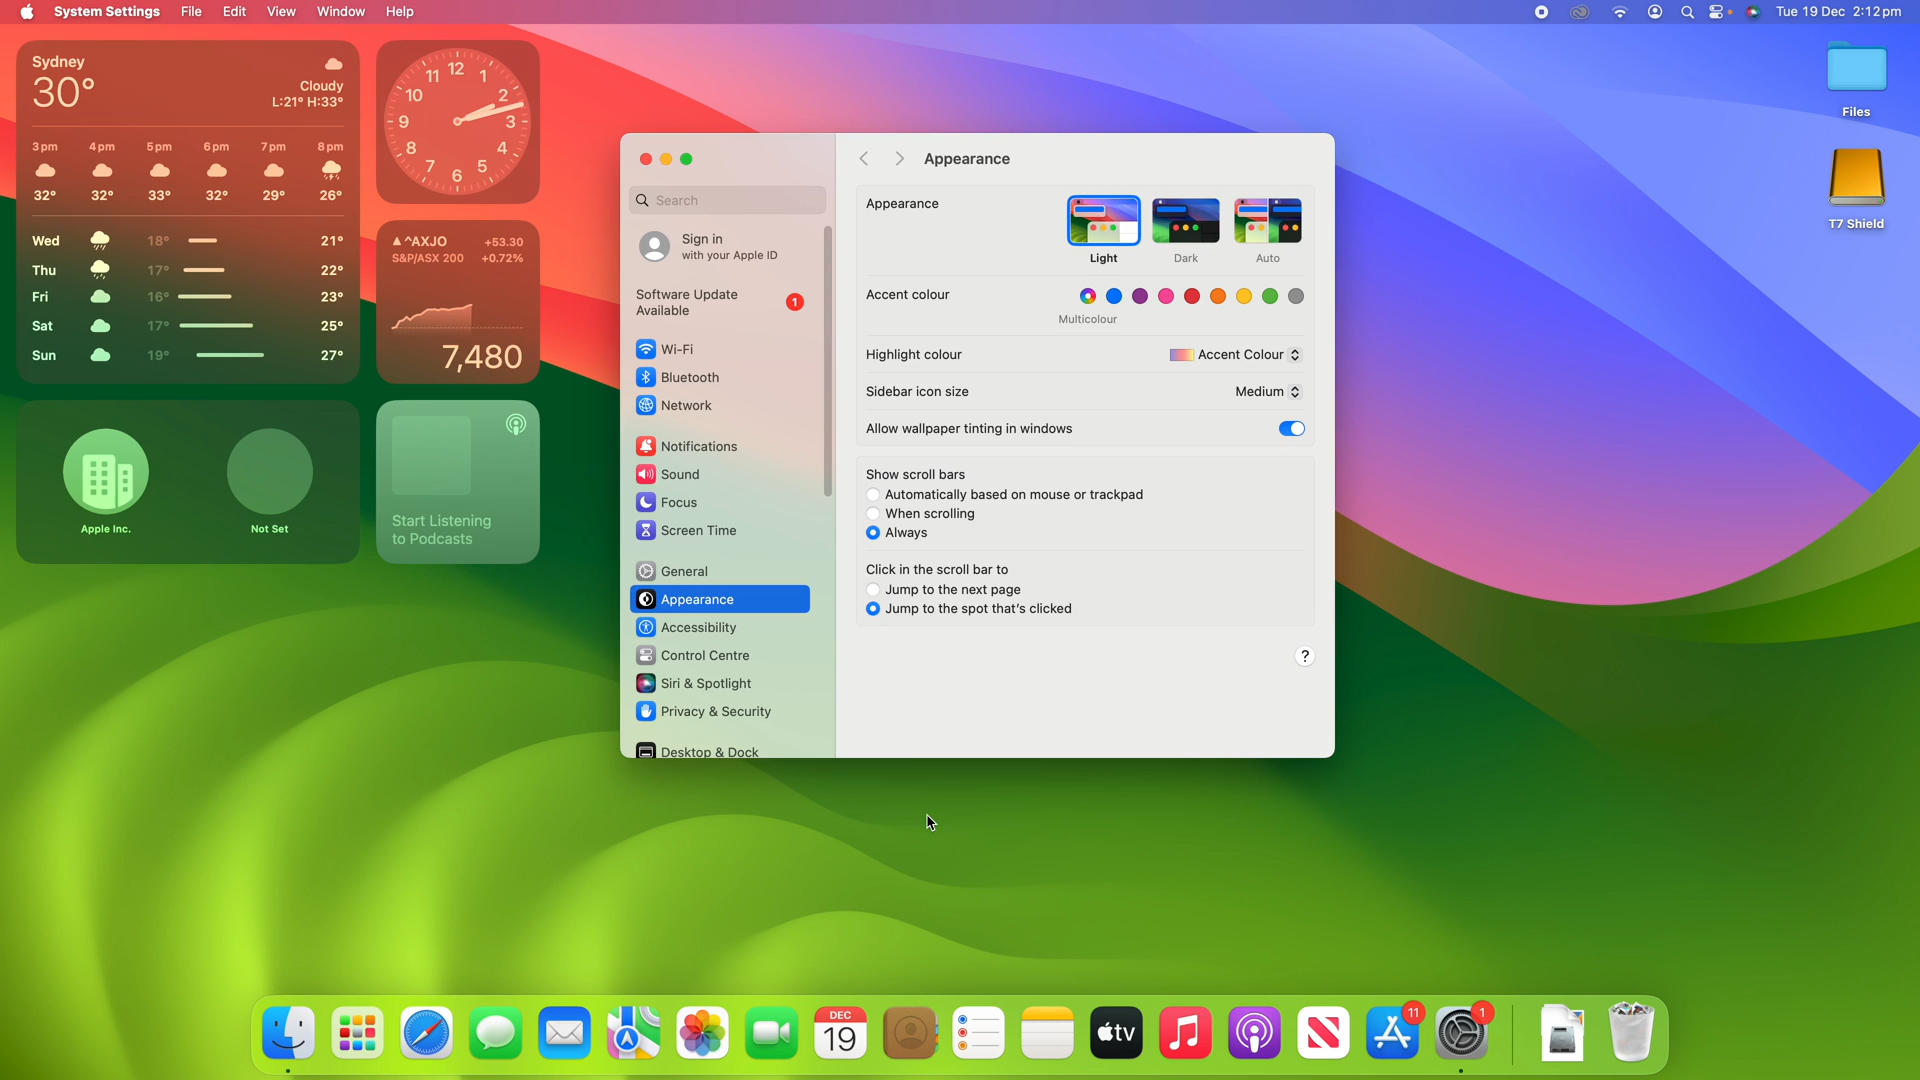 System Settings File Edit View Window Help
Tue 19 Dec 2:12 pm
Sydney
30°
Cloudy
L:21° H:33°
3 pm 4 pm 5 pm 6 pm 7 pm 8 pm
32° 32° 33° 32° 29° 26°
Wed 18° 21°
Thu 17° 22°
Fri 16° 23°
Sat 17° 25°
Sun 19° 27°
12 1 2 3 4 5 6 7 8 9 10 11
▲ ^AXJO +53.30
S&P/ASX 200 +0.72%
7,480
Apple Inc.
Not Set
Start Listening
to Podcasts
Files
T7 Shield
Search
Sign in
with your Apple ID
Software Update
Available
1
Wi-Fi
Bluetooth
Network
Notifications
Sound
Focus
Screen Time
General
Appearance
Accessibility
Control Centre
Siri & Spotlight
Privacy & Security
Desktop & Dock
Appearance
Appearance
Light Dark Auto
Accent colour
Multicolour
Highlight colour Accent Colour
Sidebar icon size Medium
Allow wallpaper tinting in windows
Show scroll bars
Automatically based on mouse or trackpad
When scrolling
Always
Click in the scroll bar to
Jump to the next page
Jump to the spot that's clicked
?
DEC
19
tv
11
1